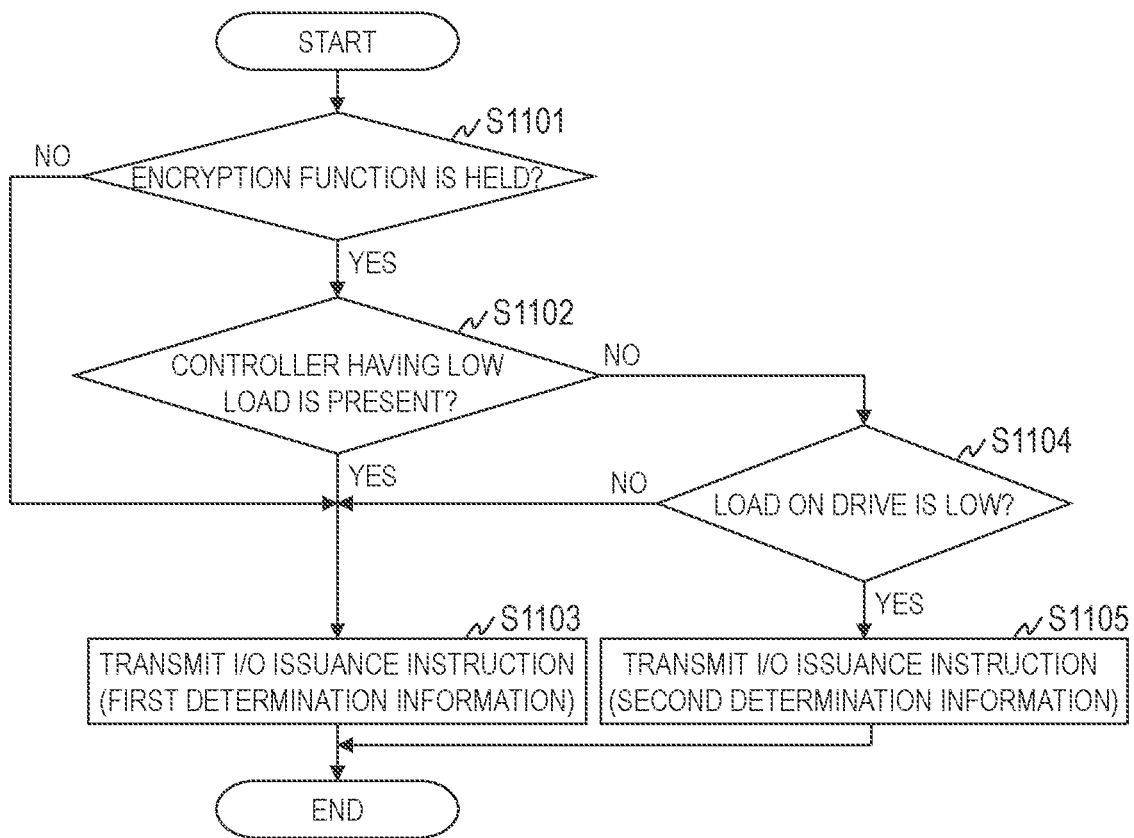 START
S1101
NO
ENCRYPTION FUNCTION IS HELD?
YES
S1102
CONTROLLER HAVING LOW
LOAD IS PRESENT?
NO
YES
S1104
NO
LOAD ON DRIVE IS LOW?
YES
S1103
TRANSMIT I/O ISSUANCE INSTRUCTION
(FIRST DETERMINATION INFORMATION)
S1105
TRANSMIT I/O ISSUANCE INSTRUCTION
(SECOND DETERMINATION INFORMATION)
END